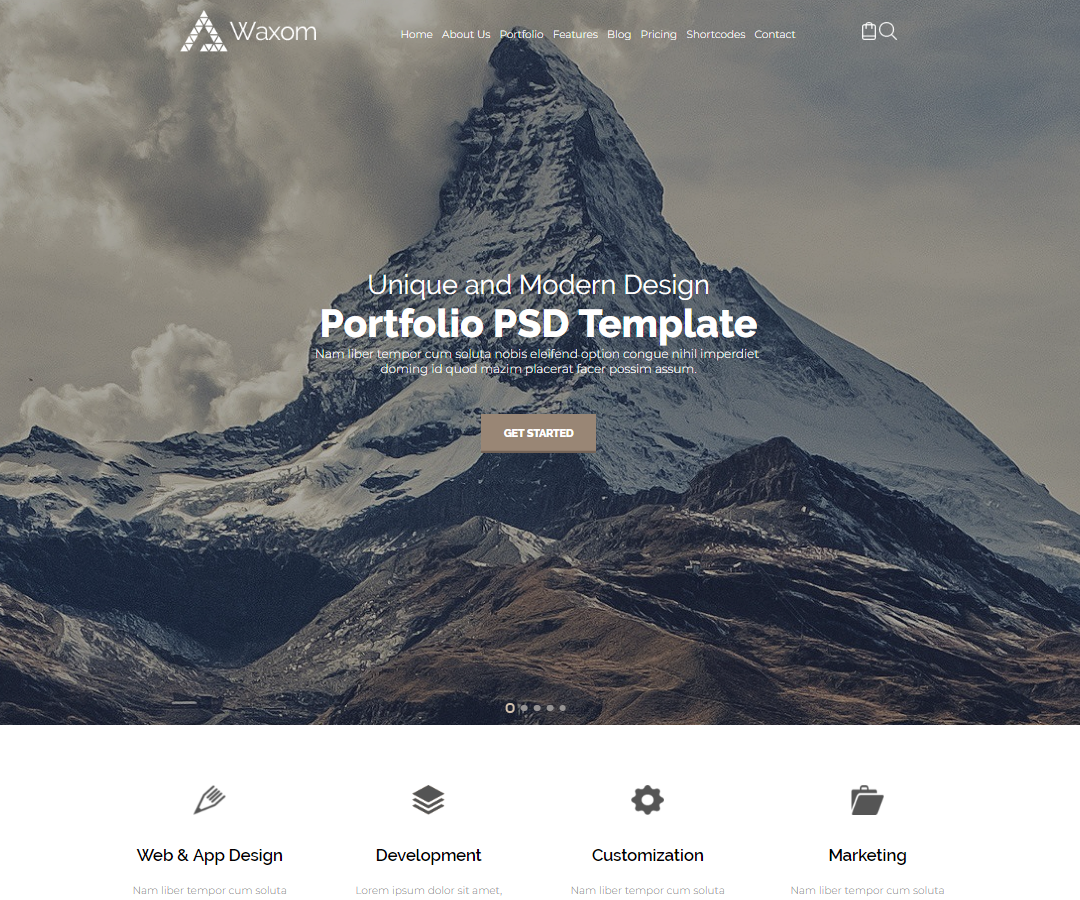 Waxom
Home About Us Portfolio Features Blog Pricing Shortcodes Contact
Unique and Modern Design
Portfolio PSD Template
Nam liber tempor cum soluta nobis eleifend option congue nihil imperdiet
doming id quod mazim placerat facer possim assum.
GET STARTED
Web & App Design
Development
Customization
Marketing
Nam liber tempor cum soluta
Lorem ipsum dolor sit amet,
Nam liber tempor cum soluta
Nam liber tempor cum soluta